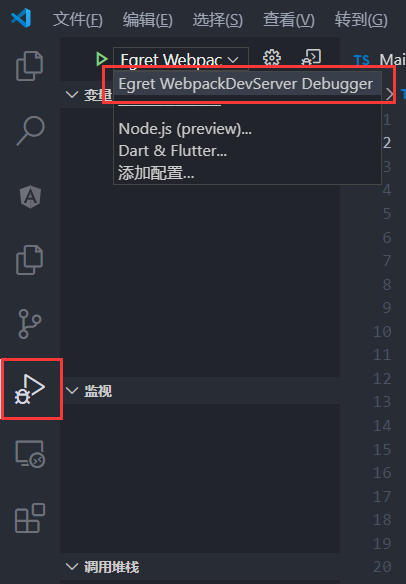 文件(F) 编辑(E) 选择(S) 查看(V) 转到(G)
Egret Webpac
TS Main
Egret WebpackDevServer Debugger
变量
Node.js (preview)...
Dart & Flutter...
添加配置...
监视
调用堆栈
1
2
3
4
5
6
7
8
9
10
11
12
13
14
15
16
17
18
19
20